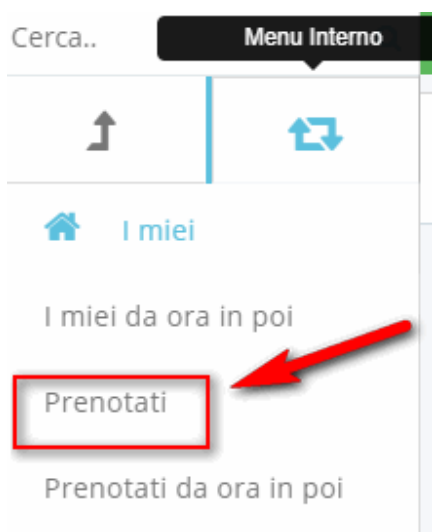 Cerca..
Menu Interno
I miei
I miei da ora in poi
Prenotati
Prenotati da ora in poi